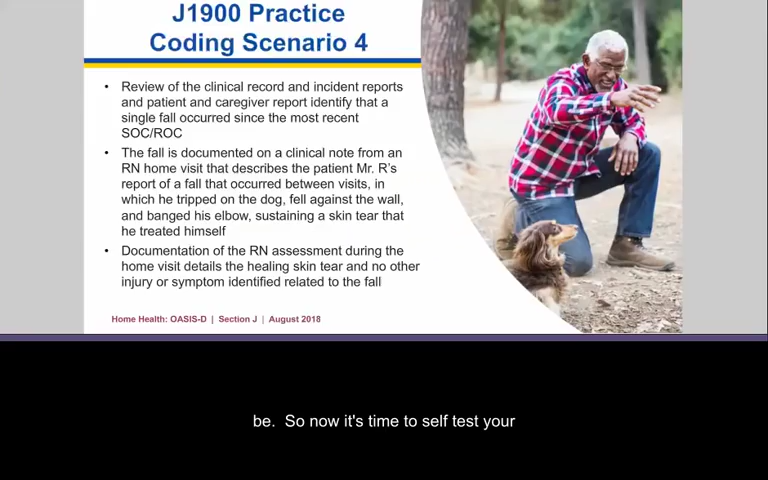 J1900 Practice
Coding Scenario 4
• Review of the clinical record and incident reports
and patient and caregiver report identify that a
single fall occurred since the most recent
SOC/ROC
• The fall is documented on a clinical note from an
RN home visit that describes the patient Mr. R's
report of a fall that occurred between visits, in
which he tripped on the dog, fell against the wall,
and banged his elbow, sustaining a skin tear that
he treated himself
• Documentation of the RN assessment during the
home visit details the healing skin tear and no other
injury or symptom identified related to the fall
Home Health: OASIS-D | Section J | August 2018
be.  So now it's time to self test your